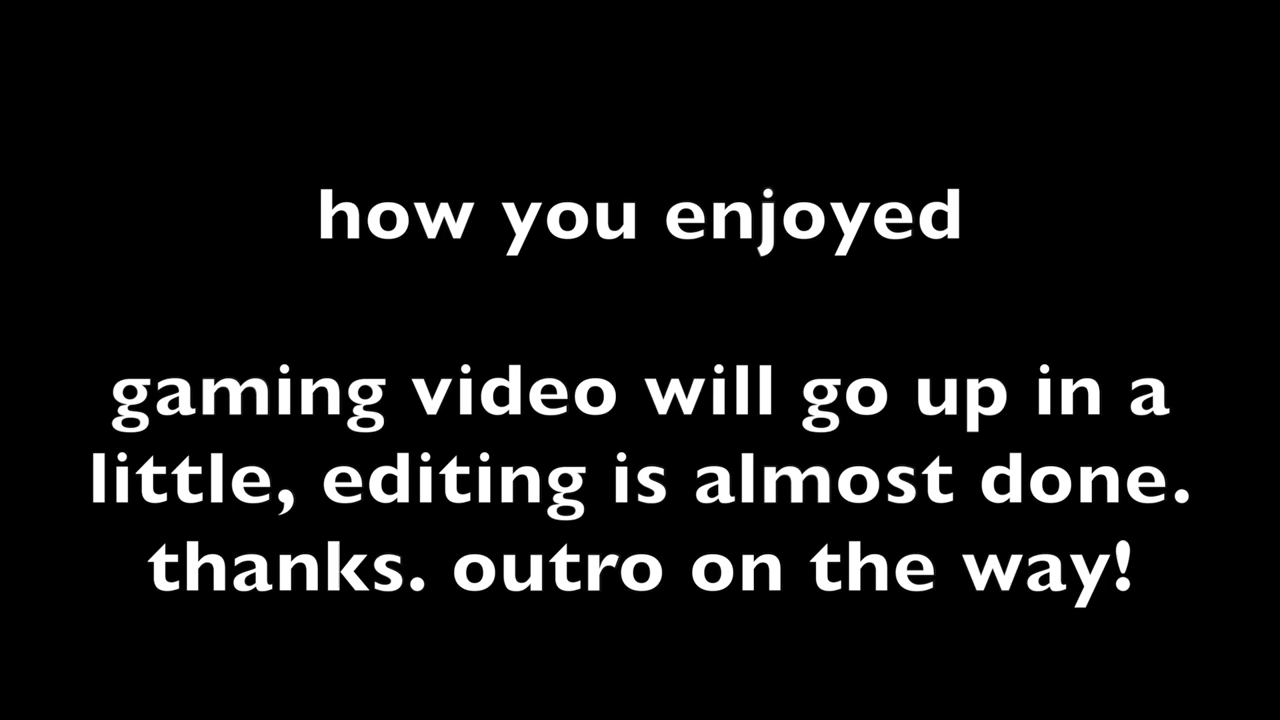 how you enjoyed
gaming video will go up in a
little, editing is almost done.
thanks. outro on the way!